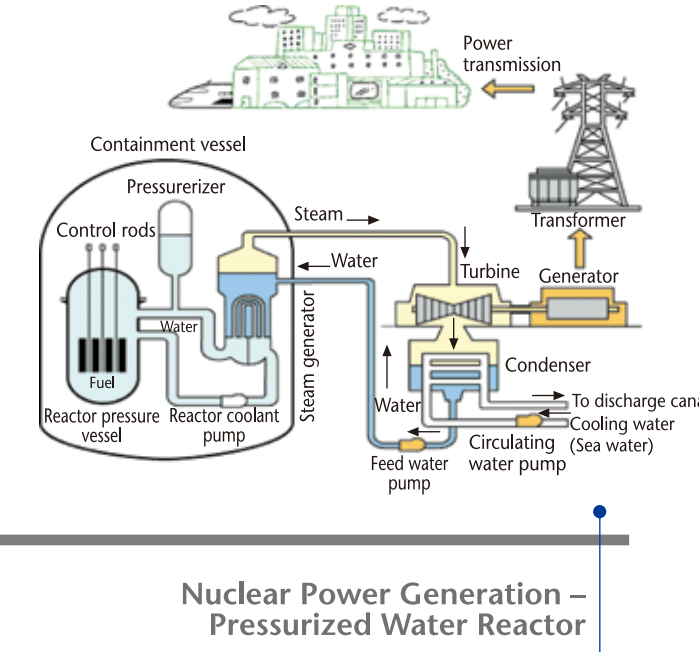 Power
transmission
Containment vessel
Pressurerizer
Control rods
Steam
Water
Transformer
Turbine
Generator
Water
Steam generator
Fuel
Condenser
Water
To discharge cana
Reactor pressure
vessel
Reactor coolant
pump
Cooling water
(Sea water)
Circulating
water pump
Feed water
pump
Nuclear Power Generation –
Pressurized Water Reactor